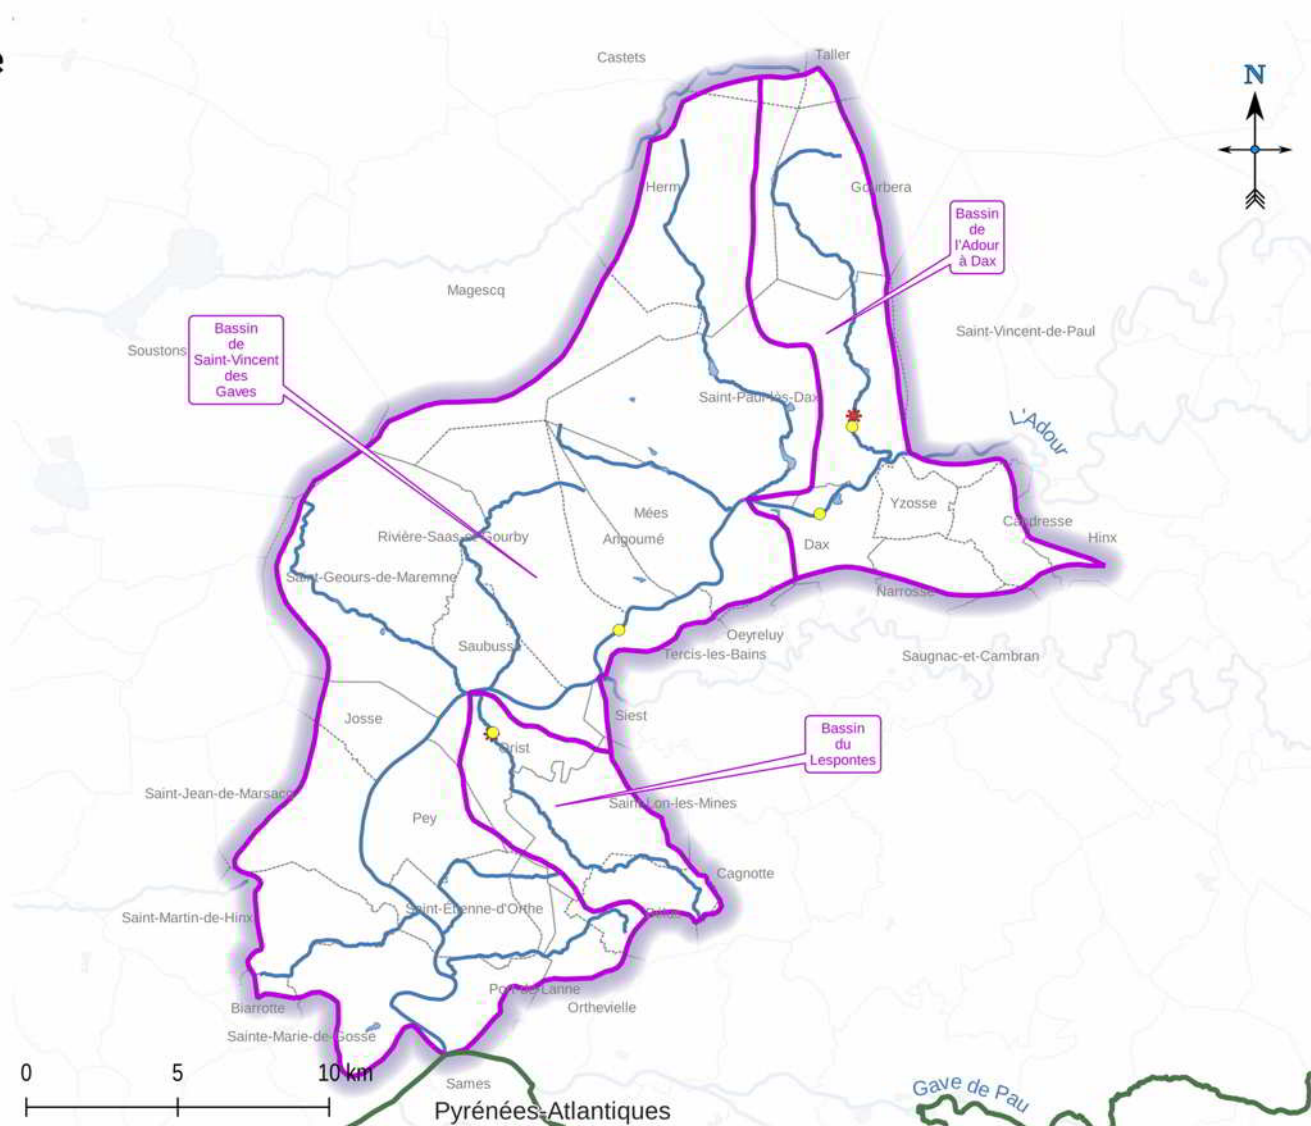 e
Castets
Taller
N
Herm
Gourbera
Bassin
de
l'Adour
à Dax
Magescq
Bassin
de
Saint-Vincent
des
Gaves
Soustons
Saint-Vincent-de-Paul
Saint-Paul-lès-Dax
L'Adour
Yzosse
Mées
Candresse
Rivière-Saas-et-Gourby
Angoumé
Dax
Hinx
Saint-Geours-de-Maremne
Narrosse
Oeyreluy
Saubusse
Tercis-les-Bains
Saugnac-et-Cambran
Josse
Siest
Orist
Bassin
du
Lespontes
Saint-Jean-de-Marsacq
Saint-Lon-les-Mines
Pey
Cagnotte
Saint-Etienne-d'Orthe
Saint-Martin-de-Hinx
Port-de-Lanne
Biarrotte
Orthevielle
Sainte-Marie-de-Gosse
0 5 10 km
Sames
Gave de Pau
Pyrénées-Atlantiques